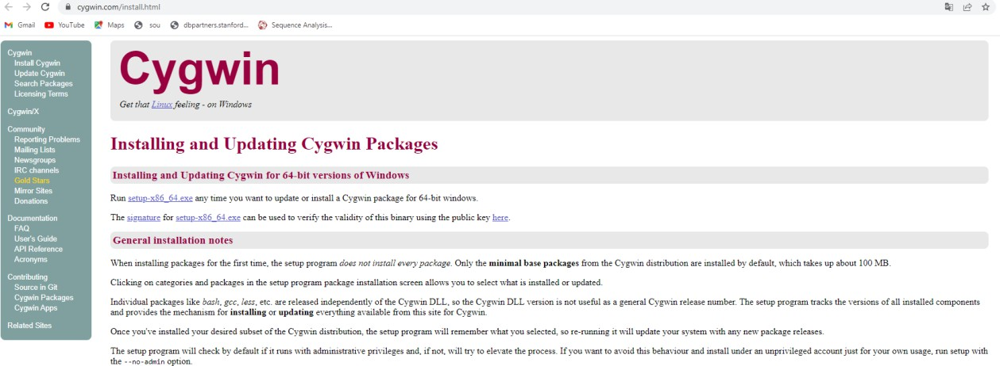 cygwin.com/install.html
Gmail YouTube Maps sou dbpartners.stanford... Sequence Analysis...
Cygwin
Install Cygwin
Update Cygwin
Search Packages
Licensing Terms
Cygwin/X
Community
Reporting Problems
Mailing Lists
Newsgroups
IRC channels
Gold Stars
Mirror Sites
Donations
Documentation
FAQ
User's Guide
API Reference
Acronyms
Contributing
Source in Git
Cygwin Packages
Cygwin Apps
Related Sites
Cygwin
Get that Linux feeling - on Windows
Installing and Updating Cygwin Packages
Installing and Updating Cygwin for 64-bit versions of Windows
Run setup-x86_64.exe any time you want to update or install a Cygwin package for 64-bit windows.
The signature for setup-x86_64.exe can be used to verify the validity of this binary using the public key here.
General installation notes
When installing packages for the first time, the setup program does not install every package. Only the minimal base packages from the Cygwin distribution are installed by default, which takes up about 100 MB.
Clicking on categories and packages in the setup program package installation screen allows you to select what is installed or updated.
Individual packages like bash, gcc, less, etc. are released independently of the Cygwin DLL, so the Cygwin DLL version is not useful as a general Cygwin release number. The setup program tracks the versions of all installed components
and provides the mechanism for installing or updating everything available from this site for Cygwin.
Once you've installed your desired subset of the Cygwin distribution, the setup program will remember what you selected, so re-running it will update your system with any new package releases.
The setup program will check by default if it runs with administrative privileges and, if not, will try to elevate the process. If you want to avoid this behaviour and install under an unprivileged account just for your own usage, run setup with
the --no-admin option.